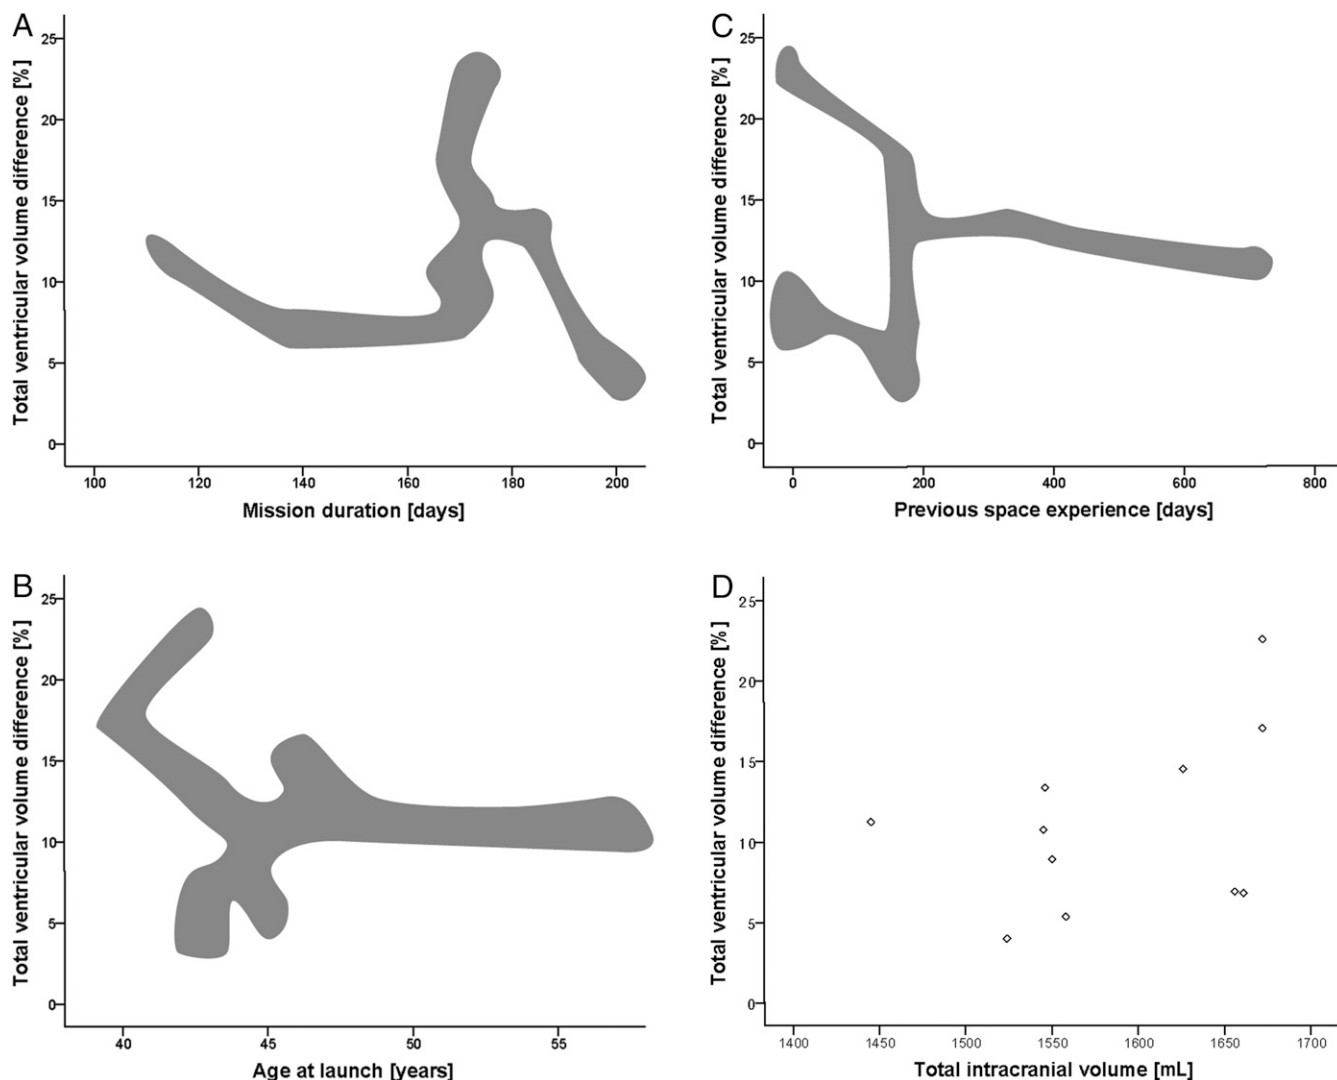 A
Total ventricular volume difference [%]
25
20
15
10
5
0
100 120 140 160 180 200
Mission duration [days]
C
Total ventricular volume difference [%]
25
20
15
10
5
0
0 200 400 600 800
Previous space experience [days]
B
Total ventricular volume difference [%]
25
20
15
10
5
0
40 45 50 55
Age at launch [years]
D
Total ventricular volume difference [%]
25
20
15
10
5
0
1400 1450 1500 1550 1600 1650 1700
Total intracranial volume [mL]